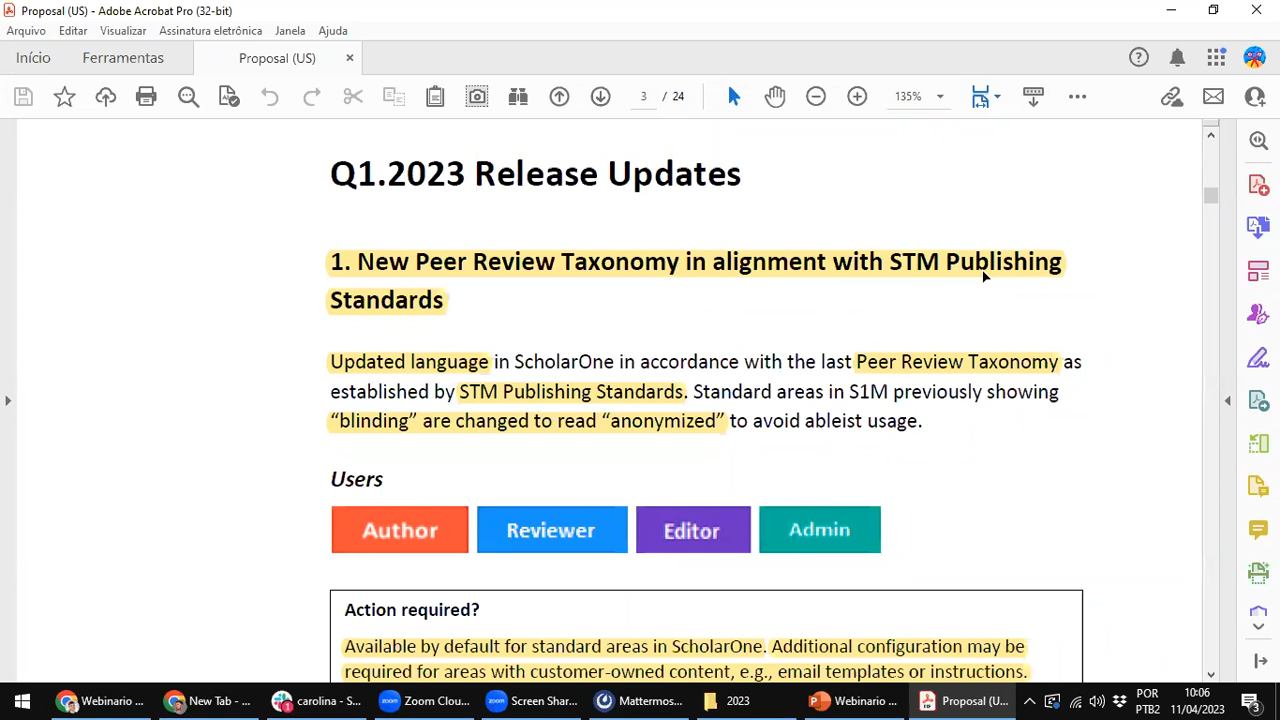 Proposal (US) - Adobe Acrobat Pro (32-bit)
Arquivo Editar Visualizar Assinatura eletrônica Janela Ajuda
Início Ferramentas Proposal (US) ×
3 / 24 135%
Q1.2023 Release Updates
1. New Peer Review Taxonomy in alignment with STM Publishing
Standards
Updated language in ScholarOne in accordance with the last Peer Review Taxonomy as
established by STM Publishing Standards. Standard areas in S1M previously showing
“blinding” are changed to read “anonymized” to avoid ableist usage.
Users
Author Reviewer Editor Admin
Action required?
Available by default for standard areas in ScholarOne. Additional configuration may be
required for areas with customer-owned content, e.g., email templates or instructions.
Webinario ... New Tab - ... carolina - S... Zoom Clou... Screen Shar... Mattermos... 2023 Webinario ... Proposal (U... POR 10:06
PTB2 11/04/2023 3